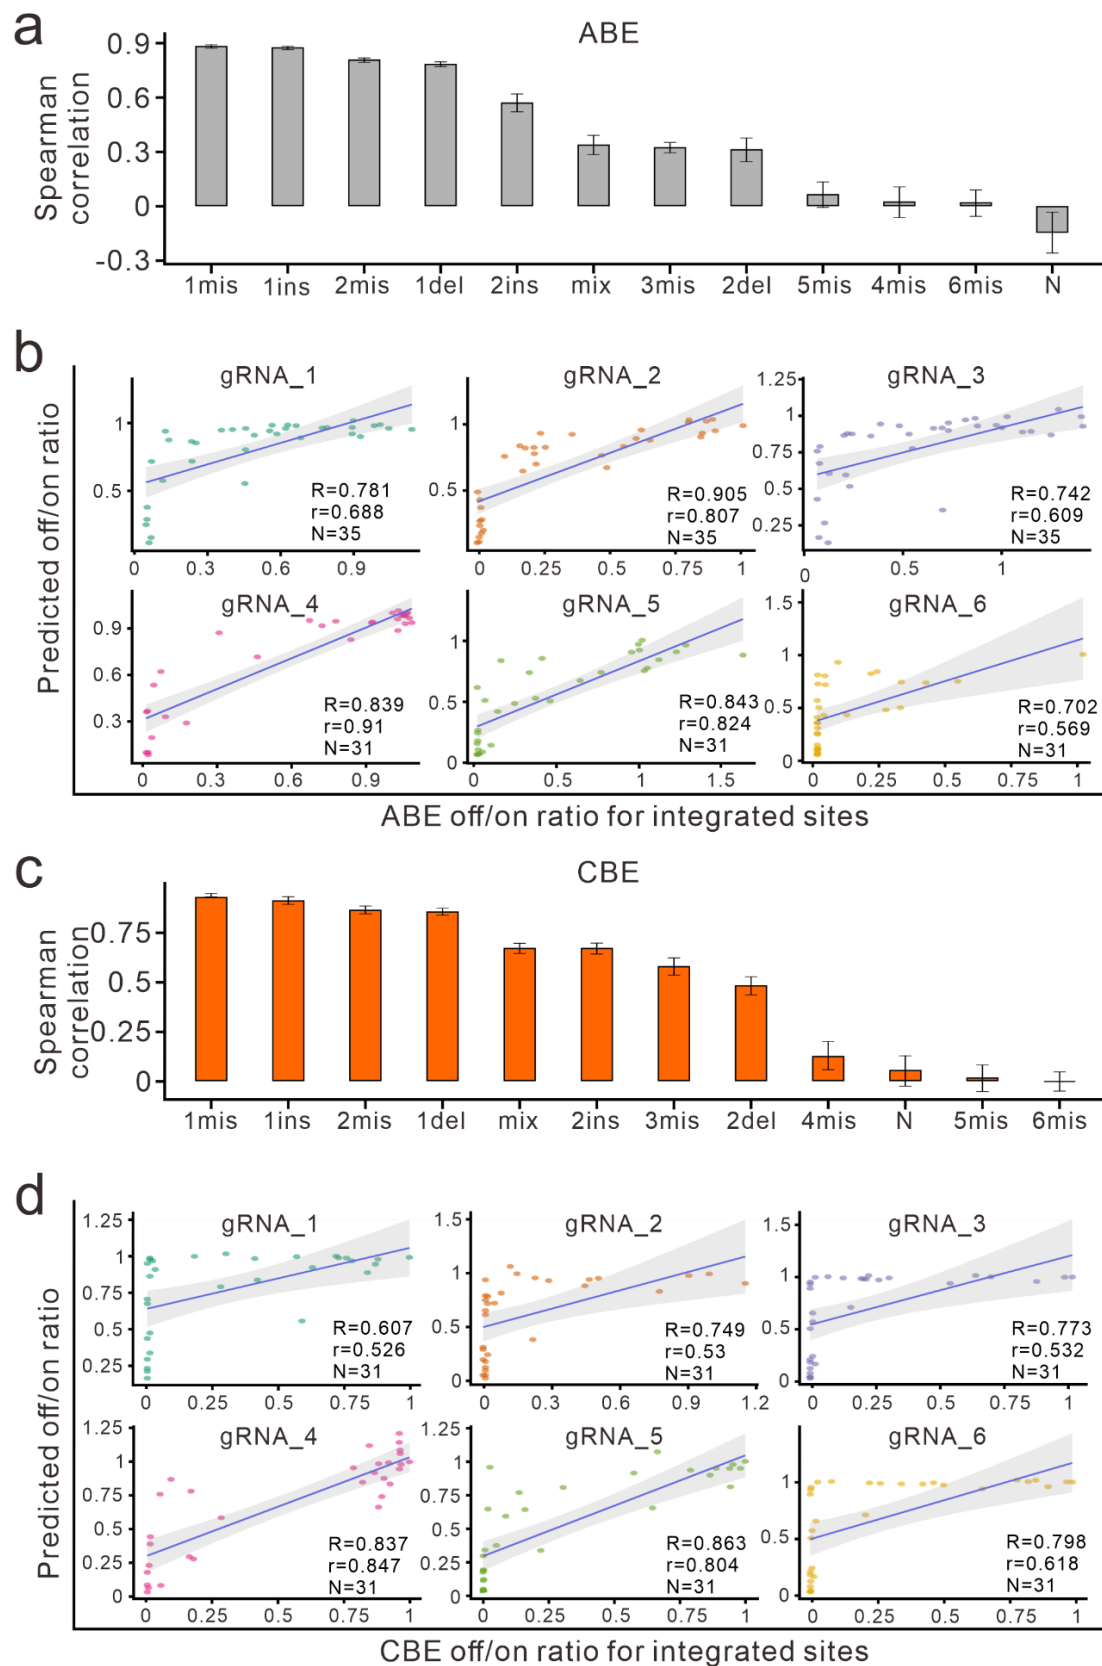 a
ABE
Spearman
correlation
0.9
0.6
0.3
0
-0.3
1mis 1ins 2mis 1del 2ins mix 3mis 2del 5mis 4mis 6mis N
b
Predicted off/on ratio
gRNA_1
1
0.5
R=0.781
r=0.688
N=35
0 0.3 0.6 0.9
gRNA_2
1
0.5
R=0.905
r=0.807
N=35
0 0.25 0.5 0.75 1
gRNA_3
1.25
1
0.75
0.5
0.25
R=0.742
r=0.609
N=35
0 0.5 1
gRNA_4
0.9
0.6
0.3
R=0.839
r=0.91
N=31
0 0.3 0.6 0.9
gRNA_5
1
0.5
0
R=0.843
r=0.824
N=31
0 0.5 1 1.5
gRNA_6
1.5
1
0.5
0
R=0.702
r=0.569
N=31
0 0.25 0.5 0.75 1
ABE off/on ratio for integrated sites
c
CBE
Spearman
correlation
0.75
0.5
0.25
0
1mis 1ins 2mis 1del mix 2ins 3mis 2del 4mis N 5mis 6mis
d
Predicted off/on ratio
gRNA_1
1.25
1
0.75
0.5
0.25
R=0.607
r=0.526
N=31
0 0.25 0.5 0.75 1
gRNA_2
1.5
1
0.5
0
R=0.749
r=0.53
N=31
0 0.3 0.6 0.9 1.2
gRNA_3
1.5
1
0.5
0
R=0.773
r=0.532
N=31
0 0.25 0.5 0.75 1
gRNA_4
1.25
1
0.75
0.5
0.25
0
R=0.837
r=0.847
N=31
0 0.25 0.5 0.75 1
gRNA_5
1.25
1
0.75
0.5
0.25
0
R=0.863
r=0.804
N=31
0 0.25 0.5 0.75 1
gRNA_6
1
0.5
0
R=0.798
r=0.618
N=31
0 0.25 0.5 0.75 1
CBE off/on ratio for integrated sites